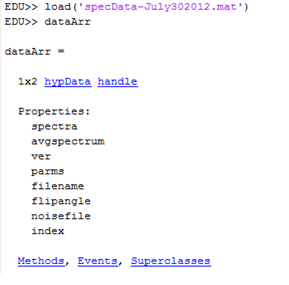 EDU>> load('specData-July302012.mat')
EDU>> dataArr
dataArr =
1x2 hypData handle
Properties:
spectra
avgspectrum
ver
parms
filename
flipangle
noisefile
index
Methods, Events, Superclasses